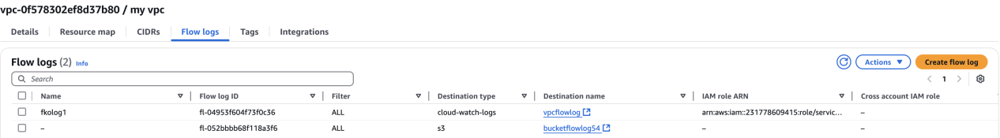 vpc-0f578302ef8d37b80 / my vpc
Details Resource map CIDRs Flow logs Tags Integrations
Flow logs (2) Info Actions ▼ Create flow log
Search < 1 >
Name Flow log ID Filter Destination type Destination name IAM role ARN Cross account IAM role
fkolog1 fl-04953f604f73f0c36 ALL cloud-watch-logs vpcflowlog arn:aws:iam::231778609415:role/servic... –
– fl-052bbbb68f118a3f6 ALL s3 bucketflowlog54 – –